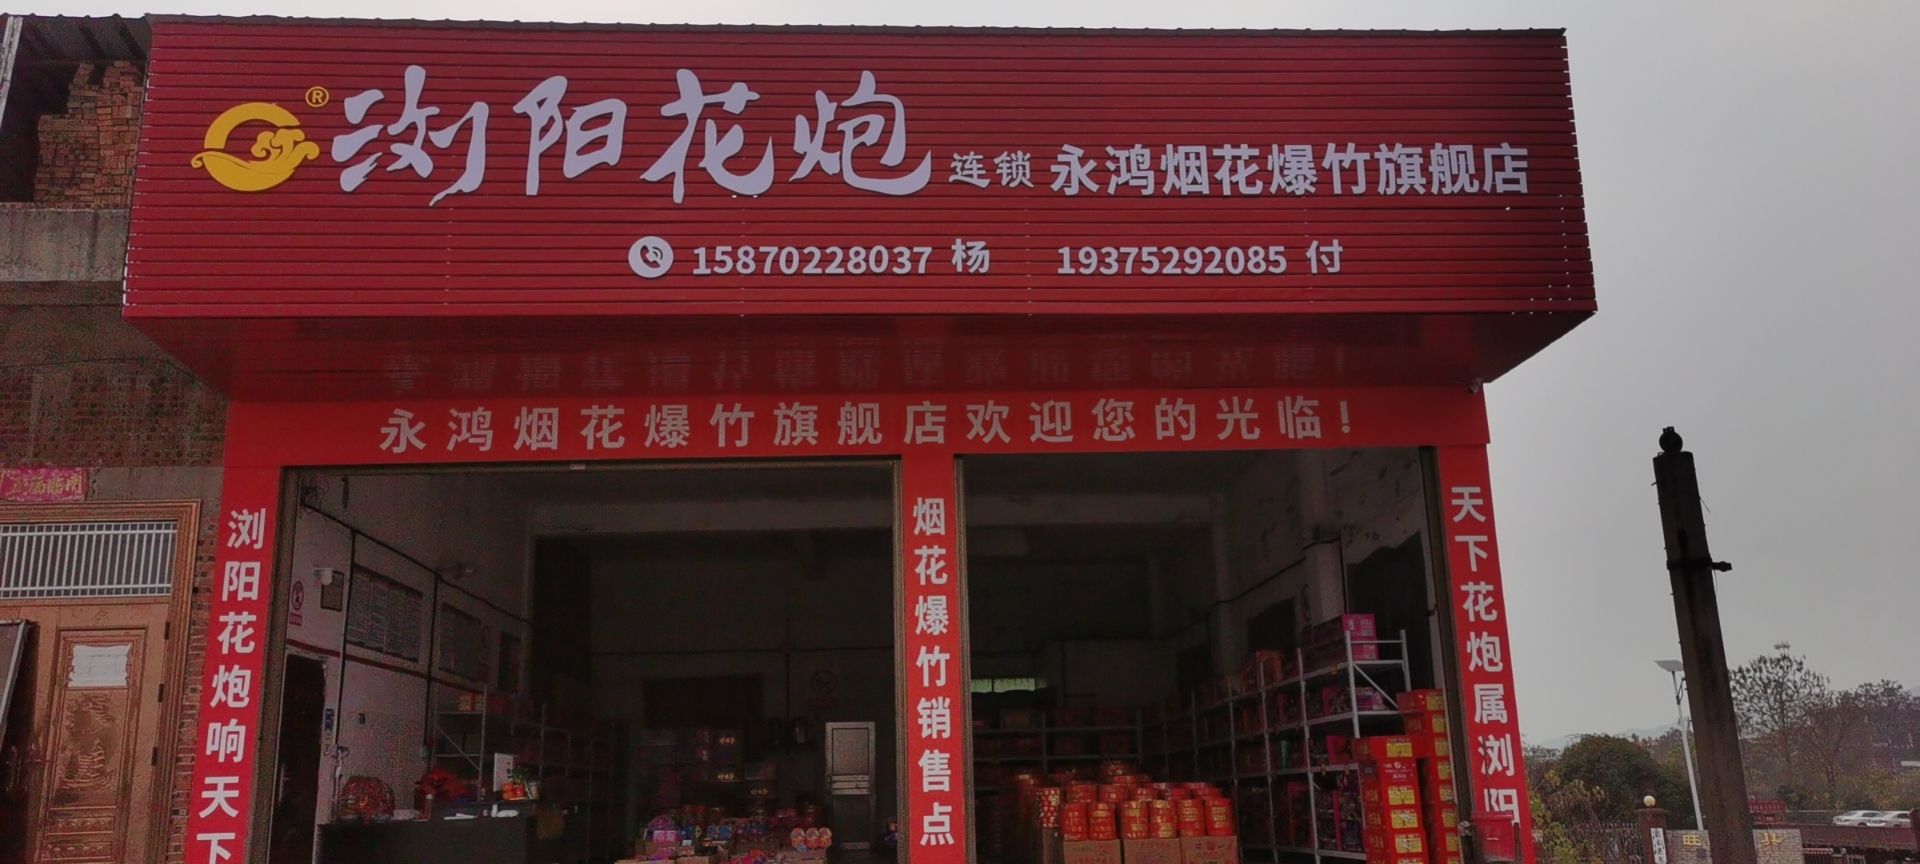 ® 浏阳花炮 连锁 永鸿烟花爆竹旗舰店
15870228037 杨 19375292085 付
永鸿烟花爆竹旗舰店欢迎您的光临!
浏阳花炮响天下
烟花爆竹销售点
天下花炮属浏阳